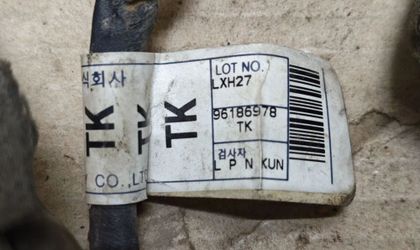 식회사
TK
TK
TK
CO.,LT
LOT NO.
LXH27
96186978
TK
검사자
L P N KUN